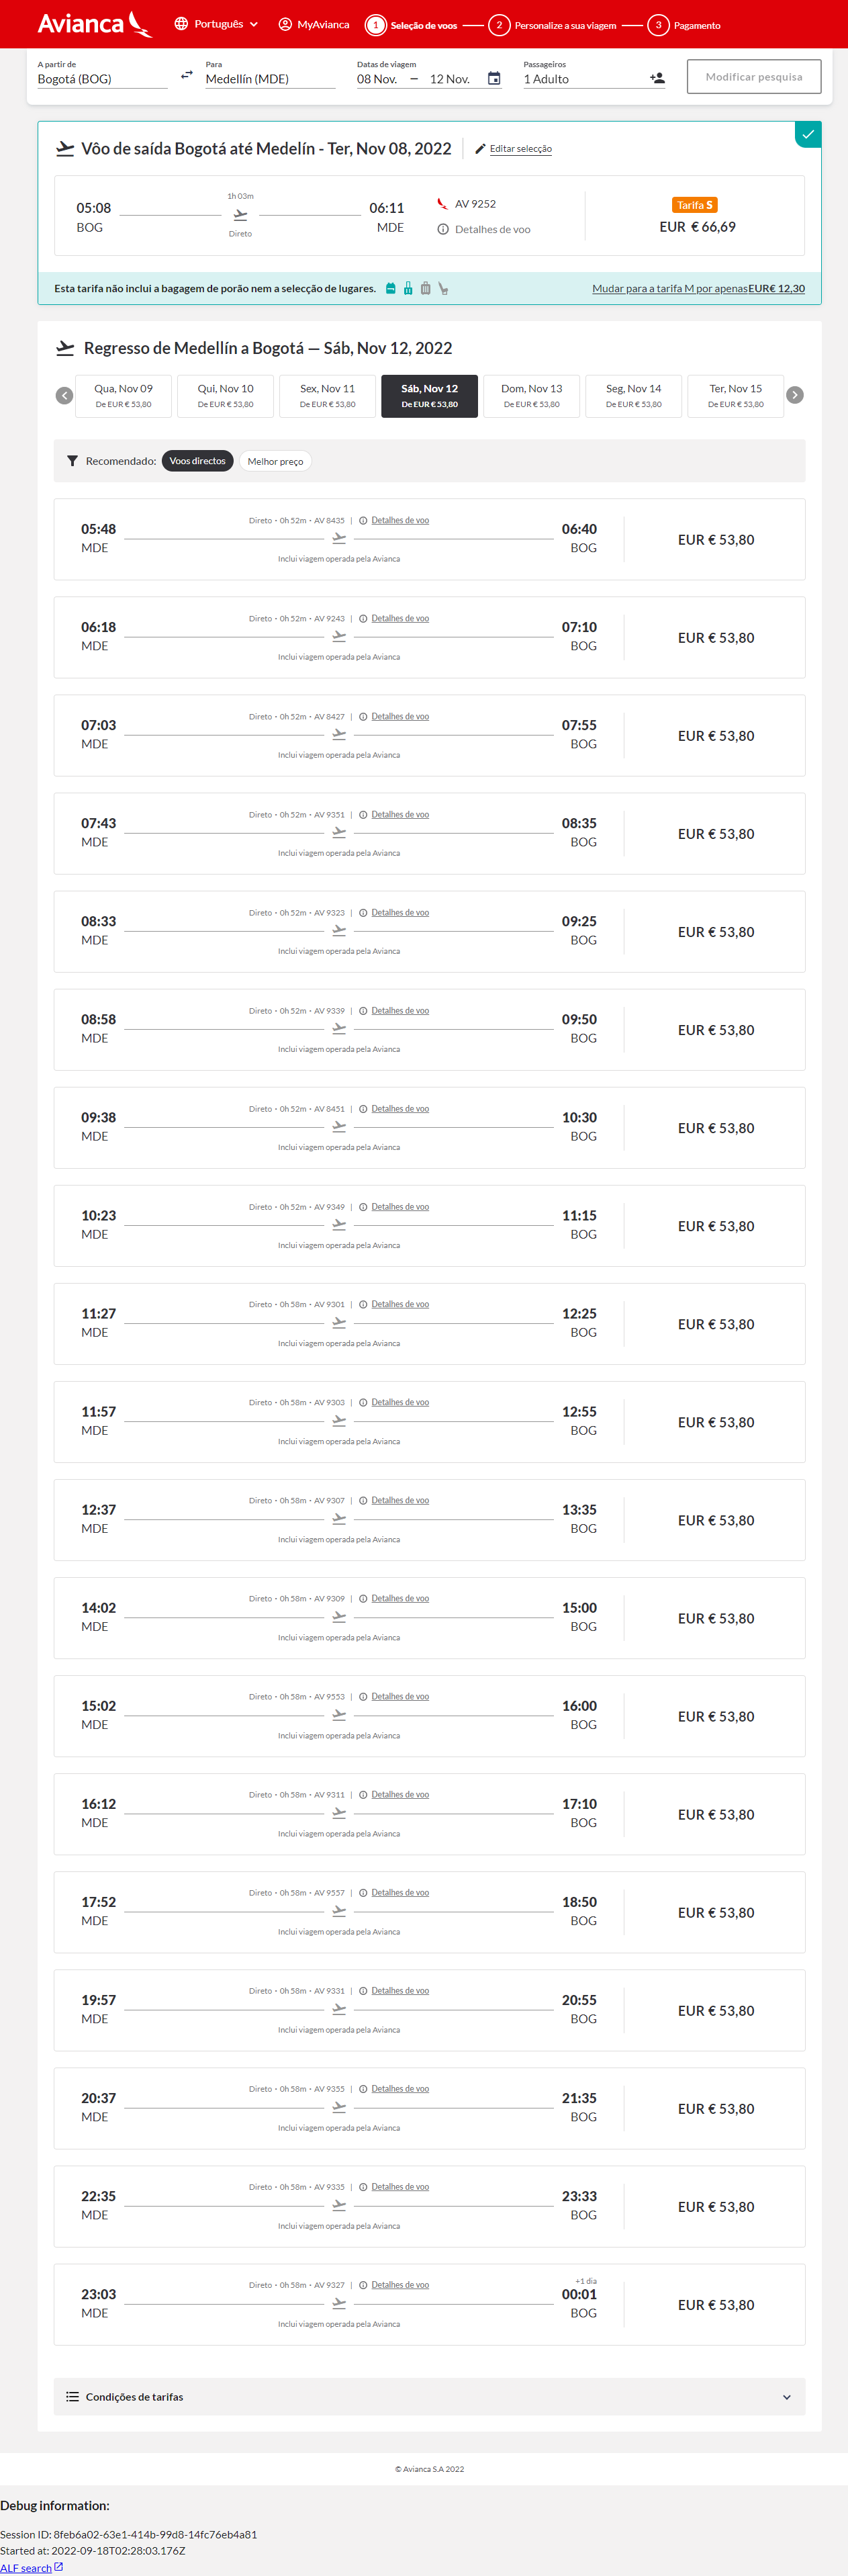 Avianca
Português
MyAvianca
1 Seleção de voos
2 Personalize a sua viagem
3 Pagamento
A partir de
Bogotá (BOG)
Para
Medellín (MDE)
Datas de viagem
08 Nov. — 12 Nov.
Passageiros
1 Adulto
Modificar pesquisa
Vôo de saída Bogotá até Medelín - Ter, Nov 08, 2022
Editar selecção
05:08
BOG
1h 03m
Direto
06:11
MDE
AV 9252
Detalhes de voo
Tarifa S
EUR € 66,69
Esta tarifa não inclui a bagagem de porão nem a selecção de lugares.
Mudar para a tarifa M por apenas EUR€ 12,30
Regresso de Medellín a Bogotá — Sáb, Nov 12, 2022
Qua, Nov 09
De EUR € 53,80
Qui, Nov 10
De EUR € 53,80
Sex, Nov 11
De EUR € 53,80
Sáb, Nov 12
De EUR € 53,80
Dom, Nov 13
De EUR € 53,80
Seg, Nov 14
De EUR € 53,80
Ter, Nov 15
De EUR € 53,80
Recomendado: Voos directos Melhor preço
Direto • 0h 52m • AV 8435 | Detalhes de voo
05:48 06:40
MDE BOG
Inclui viagem operada pela Avianca
EUR € 53,80
Direto • 0h 52m • AV 9243 | Detalhes de voo
06:18 07:10
MDE BOG
Inclui viagem operada pela Avianca
EUR € 53,80
Direto • 0h 52m • AV 8427 | Detalhes de voo
07:03 07:55
MDE BOG
Inclui viagem operada pela Avianca
EUR € 53,80
Direto • 0h 52m • AV 9351 | Detalhes de voo
07:43 08:35
MDE BOG
Inclui viagem operada pela Avianca
EUR € 53,80
Direto • 0h 52m • AV 9323 | Detalhes de voo
08:33 09:25
MDE BOG
Inclui viagem operada pela Avianca
EUR € 53,80
Direto • 0h 52m • AV 9339 | Detalhes de voo
08:58 09:50
MDE BOG
Inclui viagem operada pela Avianca
EUR € 53,80
Direto • 0h 52m • AV 8451 | Detalhes de voo
09:38 10:30
MDE BOG
Inclui viagem operada pela Avianca
EUR € 53,80
Direto • 0h 52m • AV 9349 | Detalhes de voo
10:23 11:15
MDE BOG
Inclui viagem operada pela Avianca
EUR € 53,80
Direto • 0h 58m • AV 9301 | Detalhes de voo
11:27 12:25
MDE BOG
Inclui viagem operada pela Avianca
EUR € 53,80
Direto • 0h 58m • AV 9303 | Detalhes de voo
11:57 12:55
MDE BOG
Inclui viagem operada pela Avianca
EUR € 53,80
Direto • 0h 58m • AV 9307 | Detalhes de voo
12:37 13:35
MDE BOG
Inclui viagem operada pela Avianca
EUR € 53,80
Direto • 0h 58m • AV 9309 | Detalhes de voo
14:02 15:00
MDE BOG
Inclui viagem operada pela Avianca
EUR € 53,80
Direto • 0h 58m • AV 9553 | Detalhes de voo
15:02 16:00
MDE BOG
Inclui viagem operada pela Avianca
EUR € 53,80
Direto • 0h 58m • AV 9311 | Detalhes de voo
16:12 17:10
MDE BOG
Inclui viagem operada pela Avianca
EUR € 53,80
Direto • 0h 58m • AV 9557 | Detalhes de voo
17:52 18:50
MDE BOG
Inclui viagem operada pela Avianca
EUR € 53,80
Direto • 0h 58m • AV 9331 | Detalhes de voo
19:57 20:55
MDE BOG
Inclui viagem operada pela Avianca
EUR € 53,80
Direto • 0h 58m • AV 9355 | Detalhes de voo
20:37 21:35
MDE BOG
Inclui viagem operada pela Avianca
EUR € 53,80
Direto • 0h 58m • AV 9335 | Detalhes de voo
22:35 23:33
MDE BOG
Inclui viagem operada pela Avianca
EUR € 53,80
Direto • 0h 58m • AV 9327 | Detalhes de voo
+1 dia
23:03 00:01
MDE BOG
Inclui viagem operada pela Avianca
EUR € 53,80
Condições de tarifas
© Avianca S.A 2022
Debug information:
Session ID: 8feb6a02-63e1-414b-99d8-14fc76eb4a81
Started at: 2022-09-18T02:28:03.176Z
ALF search